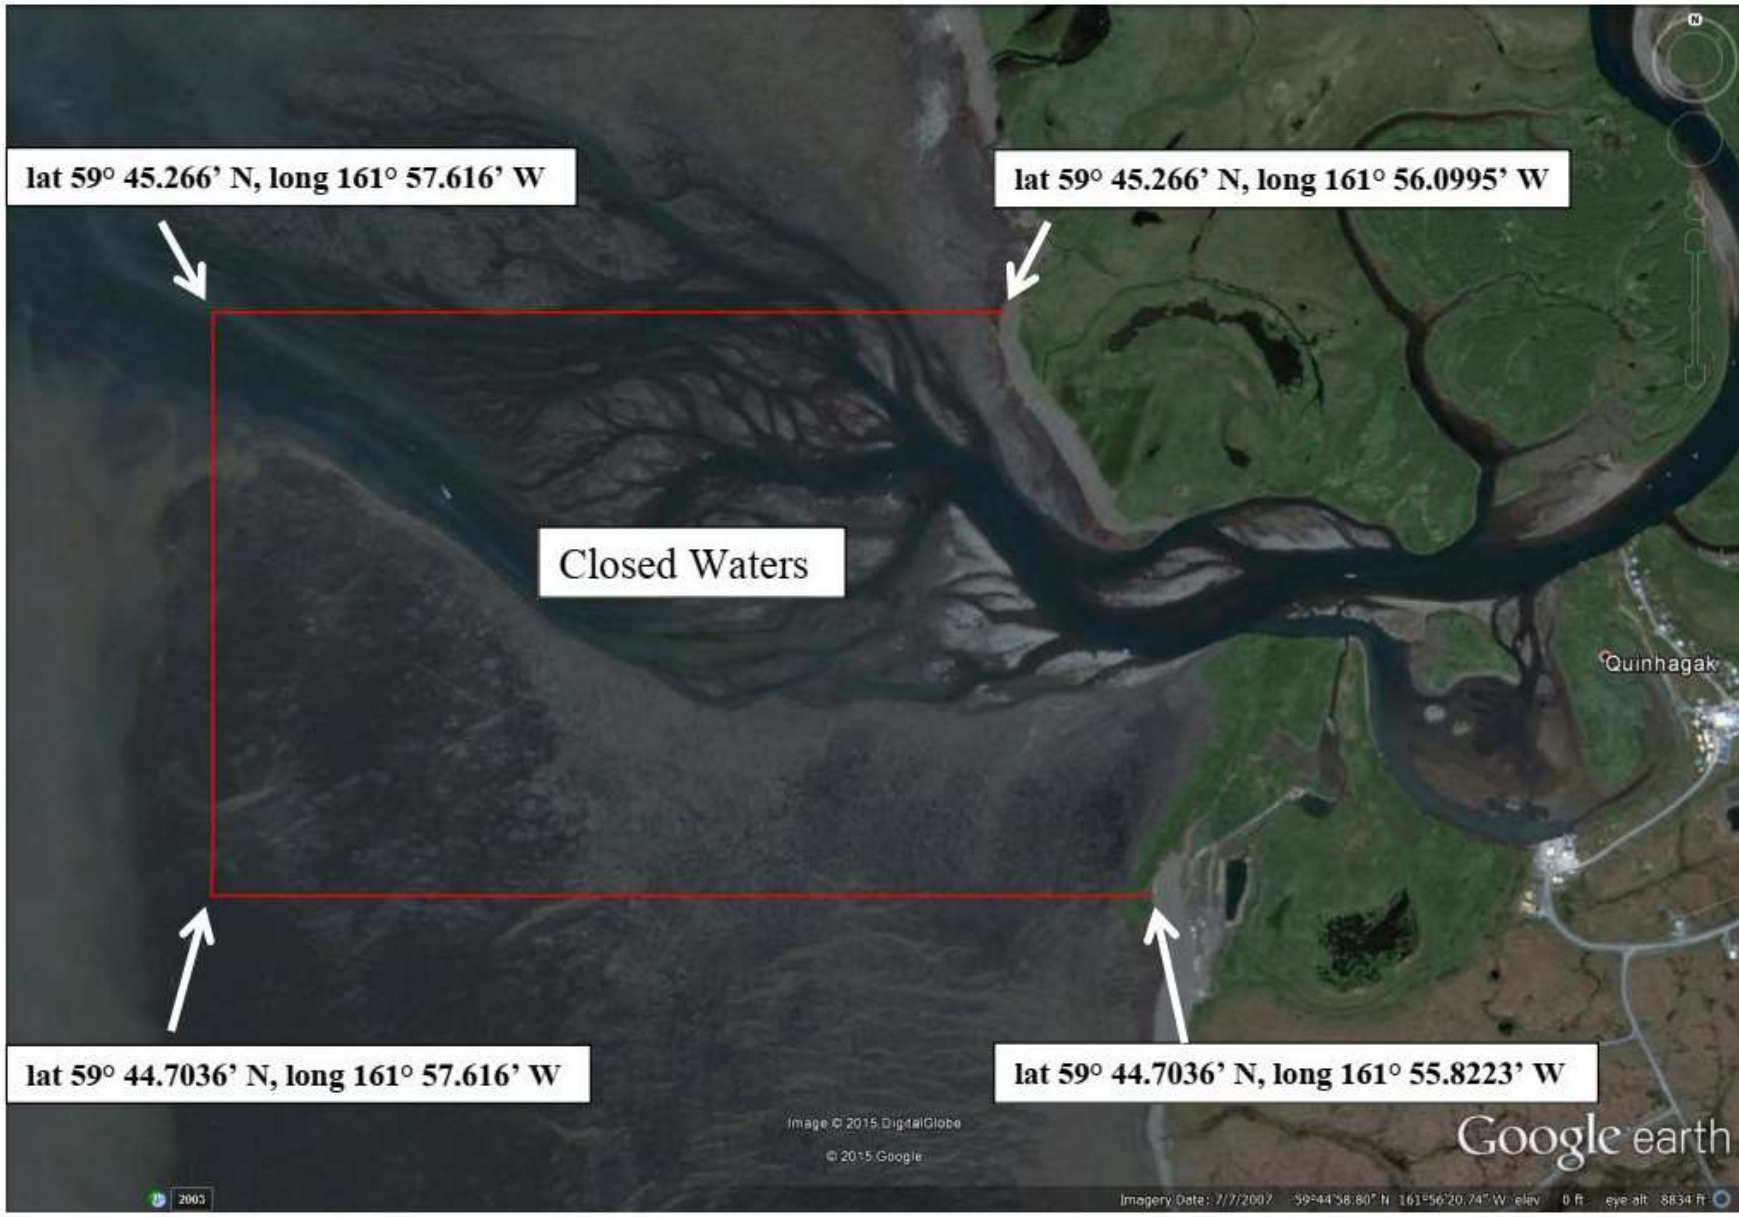 N
lat 59° 45.266’ N, long 161° 57.616’ W
lat 59° 45.266’ N, long 161° 56.0995’ W
Closed Waters
Quinhagak
lat 59° 44.7036’ N, long 161° 57.616’ W
lat 59° 44.7036’ N, long 161° 55.8223’ W
Image © 2015 DigitalGlobe
© 2015 Google
Google earth
2003
Imagery Date: 7/7/2007 59°44'58.80" N 161°56'20.74" W elev 0 ft eye alt 8834 ft